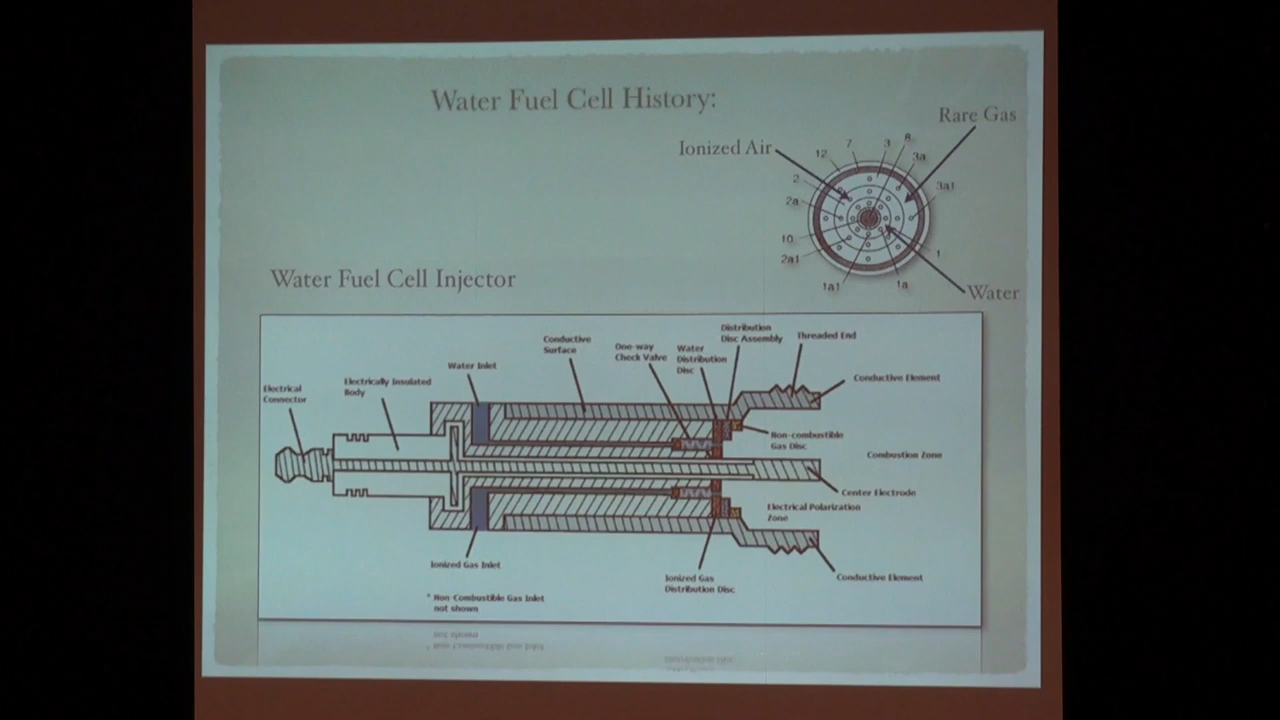 Water Fuel Cell History:
Rare Gas
Ionized Air
12
7
3
8
3a
3a1
2
2a
10
2a1
1
1a1
1a
Water
Water Fuel Cell Injector
Electrical
Connector
Electrically Insulated
Body
Water Inlet
Conductive
Surface
One-way
Check Valve
Water
Distribution
Disc
Distribution
Disc Assembly
Threaded End
Conductive Element
Non-combustible
Gas Disc
Combustion Zone
Center Electrode
Electrical Polarization
Zone
Ionized Gas Inlet
Ionized Gas
Distribution Disc
Conductive Element
* Non-Combustible Gas Inlet
not shown